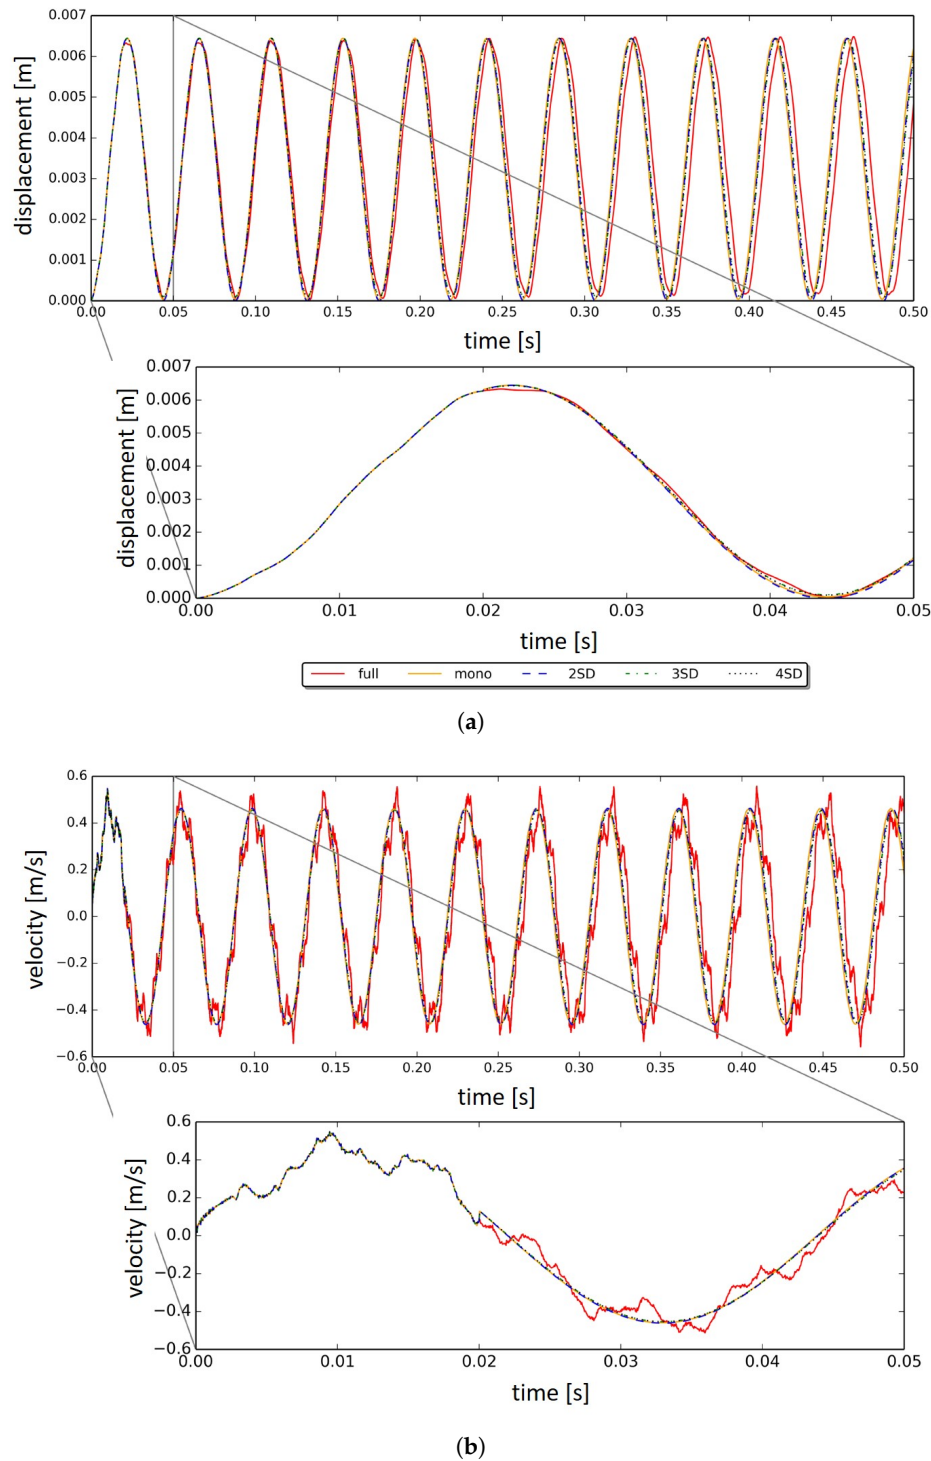 displacement [m]
0.007
0.006
0.005
0.004
0.003
0.002
0.001
0.000
0.00 0.05 0.10 0.15 0.20 0.25 0.30 0.35 0.40 0.45 0.50
time [s]
displacement [m]
0.007
0.006
0.005
0.004
0.003
0.002
0.001
0.000
0.00 0.01 0.02 0.03 0.04 0.05
time [s]
full mono 2SD 3SD 4SD
(a)
velocity [m/s]
0.6
0.4
0.2
0.0
−0.2
−0.4
−0.6
0.00 0.05 0.10 0.15 0.20 0.25 0.30 0.35 0.40 0.45 0.50
time [s]
velocity [m/s]
0.6
0.4
0.2
0.0
−0.2
−0.4
−0.6
0.00 0.01 0.02 0.03 0.04 0.05
time [s]
(b)